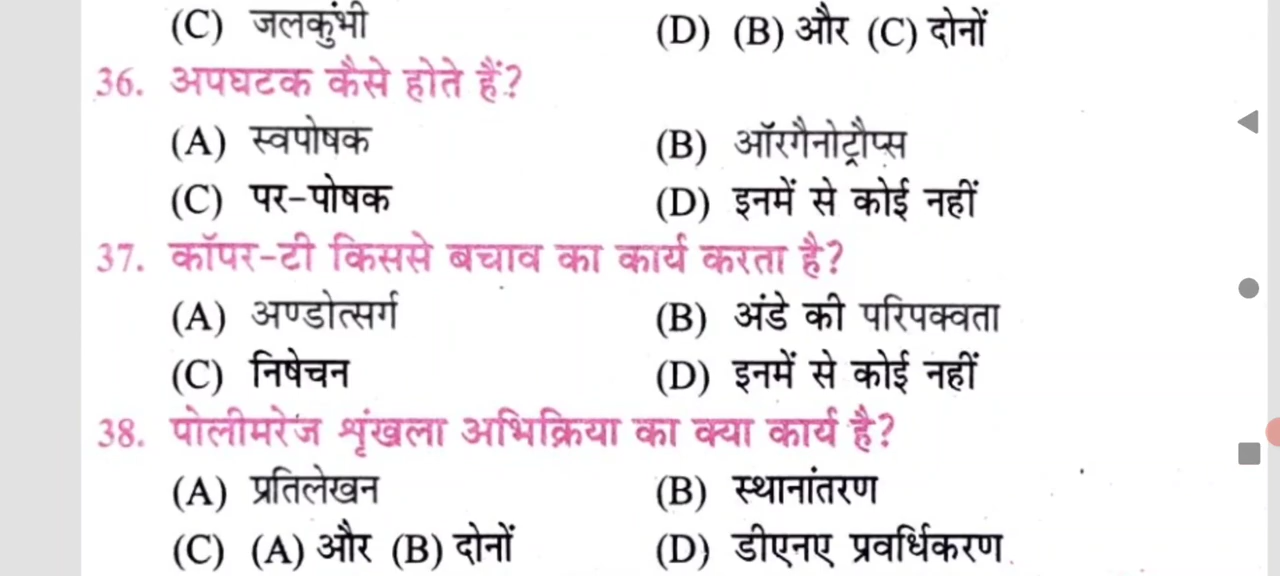 (C) जलकुंभी (D) (B) और (C) दोनों
36. अपघटक कैसे होते हैं?
(A) स्वपोषक (B) ऑरगैनोट्रौप्स
(C) पर-पोषक (D) इनमें से कोई नहीं
37. कॉपर-टी किससे बचाव का कार्य करता है?
(A) अण्डोत्सर्ग (B) अंडे की परिपक्वता
(C) निषेचन (D) इनमें से कोई नहीं
38. पोलीमरेज शृंखला अभिक्रिया का क्या कार्य है?
(A) प्रतिलेखन (B) स्थानांतरण
(C) (A) और (B) दोनों (D) डीएनए प्रवर्धिकरण